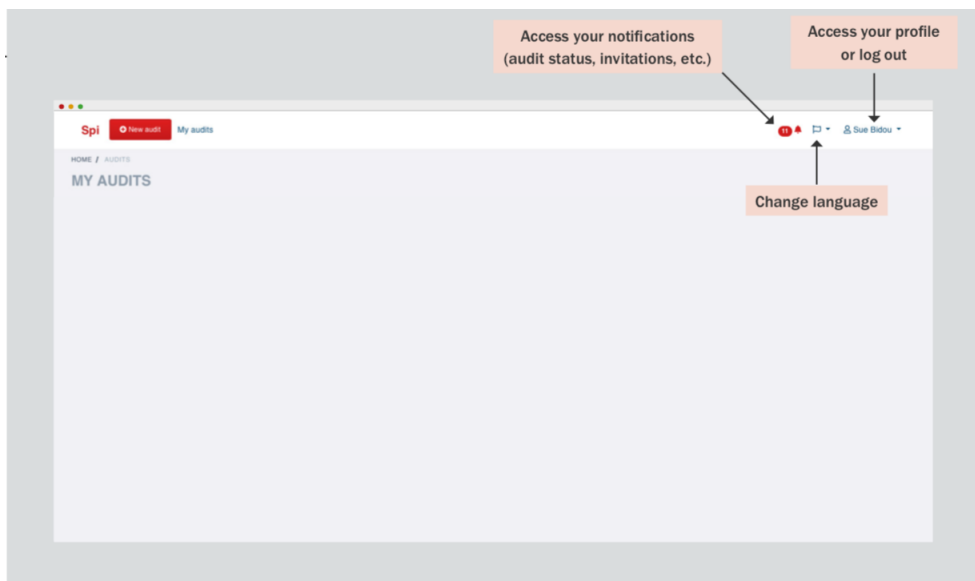 Access your notifications
(audit status, invitations, etc.)
Access your profile
or log out
Spi
New audit
My audits
11
Sue Bidou
HOME / AUDITS
MY AUDITS
Change language